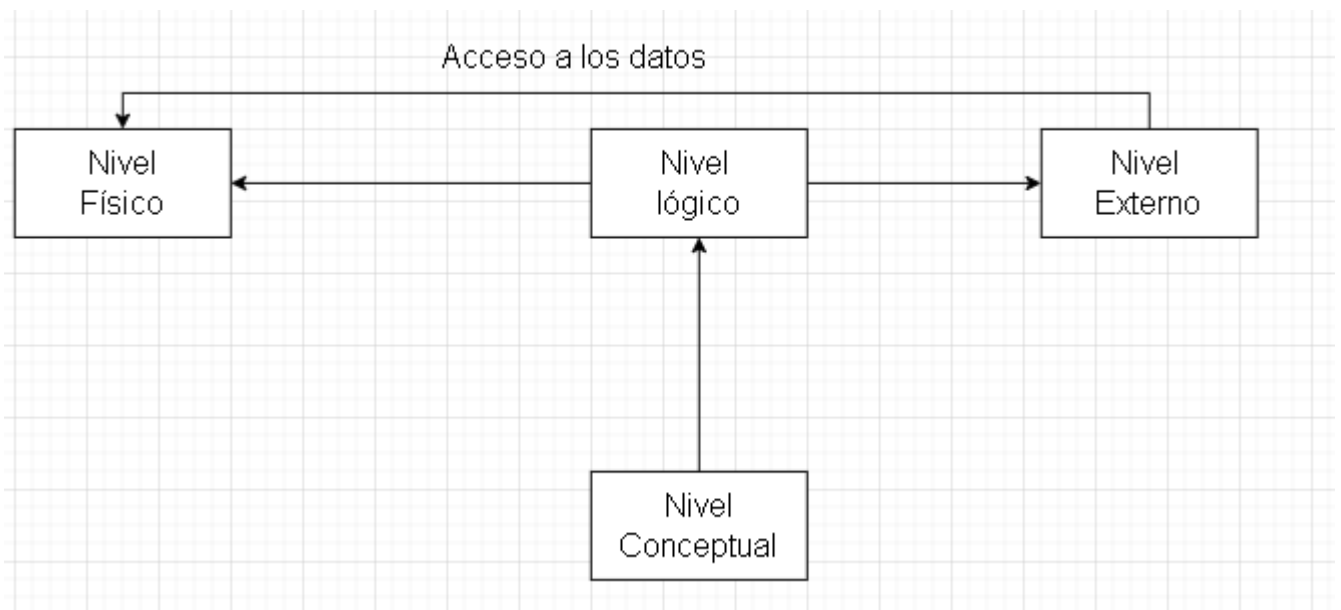 Acceso a los datos
Nivel
Físico
Nivel
lógico
Nivel
Externo
Nivel
Conceptual